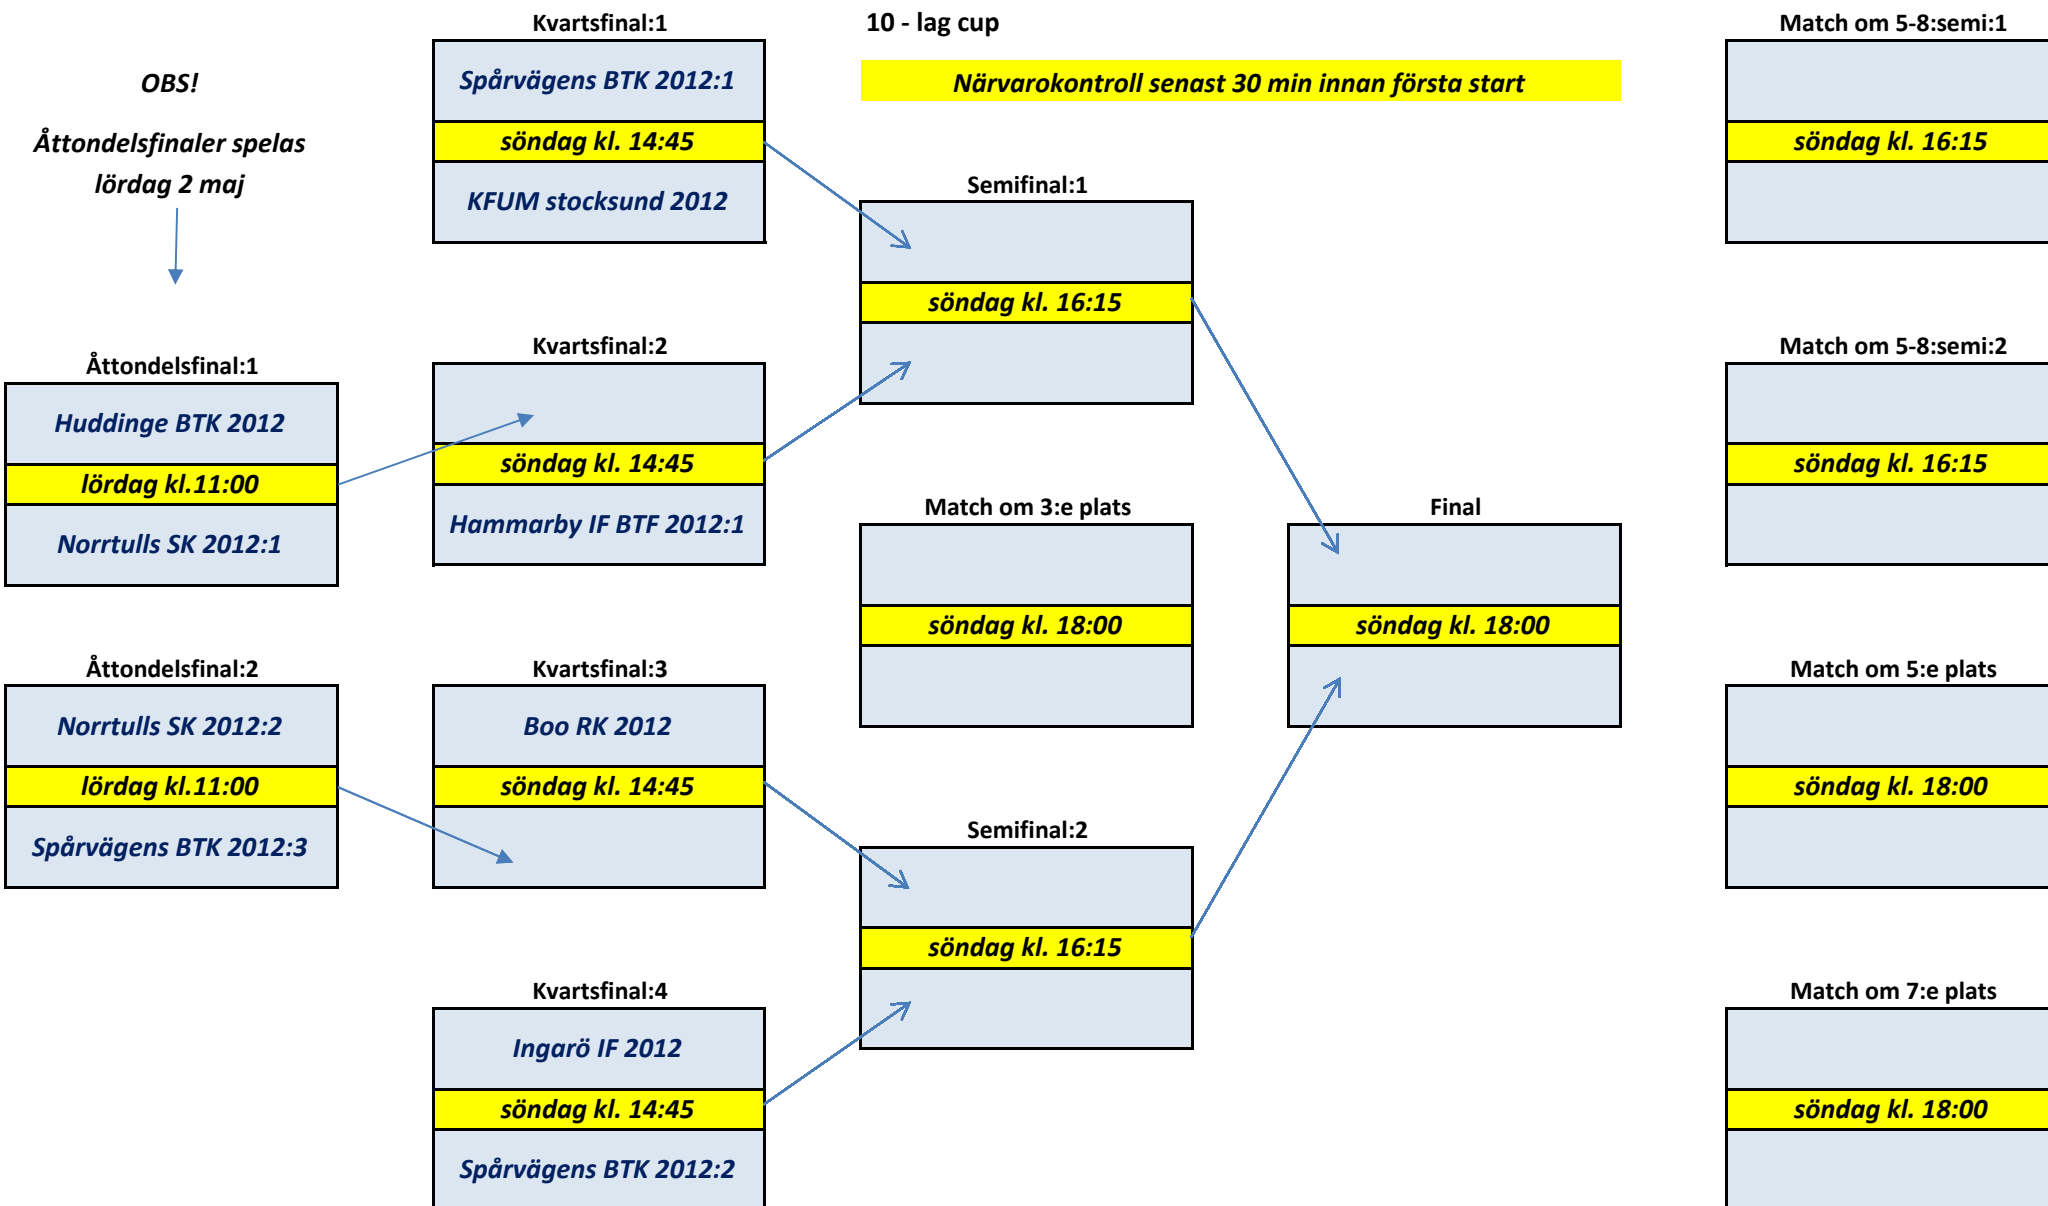 OBS!
Åttondelsfinaler spelas
lördag 2 maj
Åttondelsfinal:1
Huddinge BTK 2012
lördag kl.11:00
Norrtulls SK 2012:1
Åttondelsfinal:2
Norrtulls SK 2012:2
lördag kl.11:00
Spårvägens BTK 2012:3
Kvartsfinal:1
Spårvägens BTK 2012:1
söndag kl. 14:45
KFUM stocksund 2012
Kvartsfinal:2
söndag kl. 14:45
Hammarby IF BTF 2012:1
Kvartsfinal:3
Boo RK 2012
söndag kl. 14:45
Kvartsfinal:4
Ingarö IF 2012
söndag kl. 14:45
Spårvägens BTK 2012:2
10 - lag cup
Närvarokontroll senast 30 min innan första start
Semifinal:1
söndag kl. 16:15
Match om 3:e plats
söndag kl. 18:00
Semifinal:2
söndag kl. 16:15
Final
söndag kl. 18:00
Match om 5-8:semi:1
söndag kl. 16:15
Match om 5-8:semi:2
söndag kl. 16:15
Match om 5:e plats
söndag kl. 18:00
Match om 7:e plats
söndag kl. 18:00